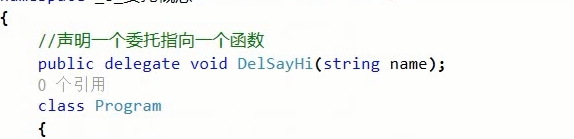 {
//声明一个委托指向一个函数
public delegate void DelSayHi(string name);
0 个引用
class Program
{